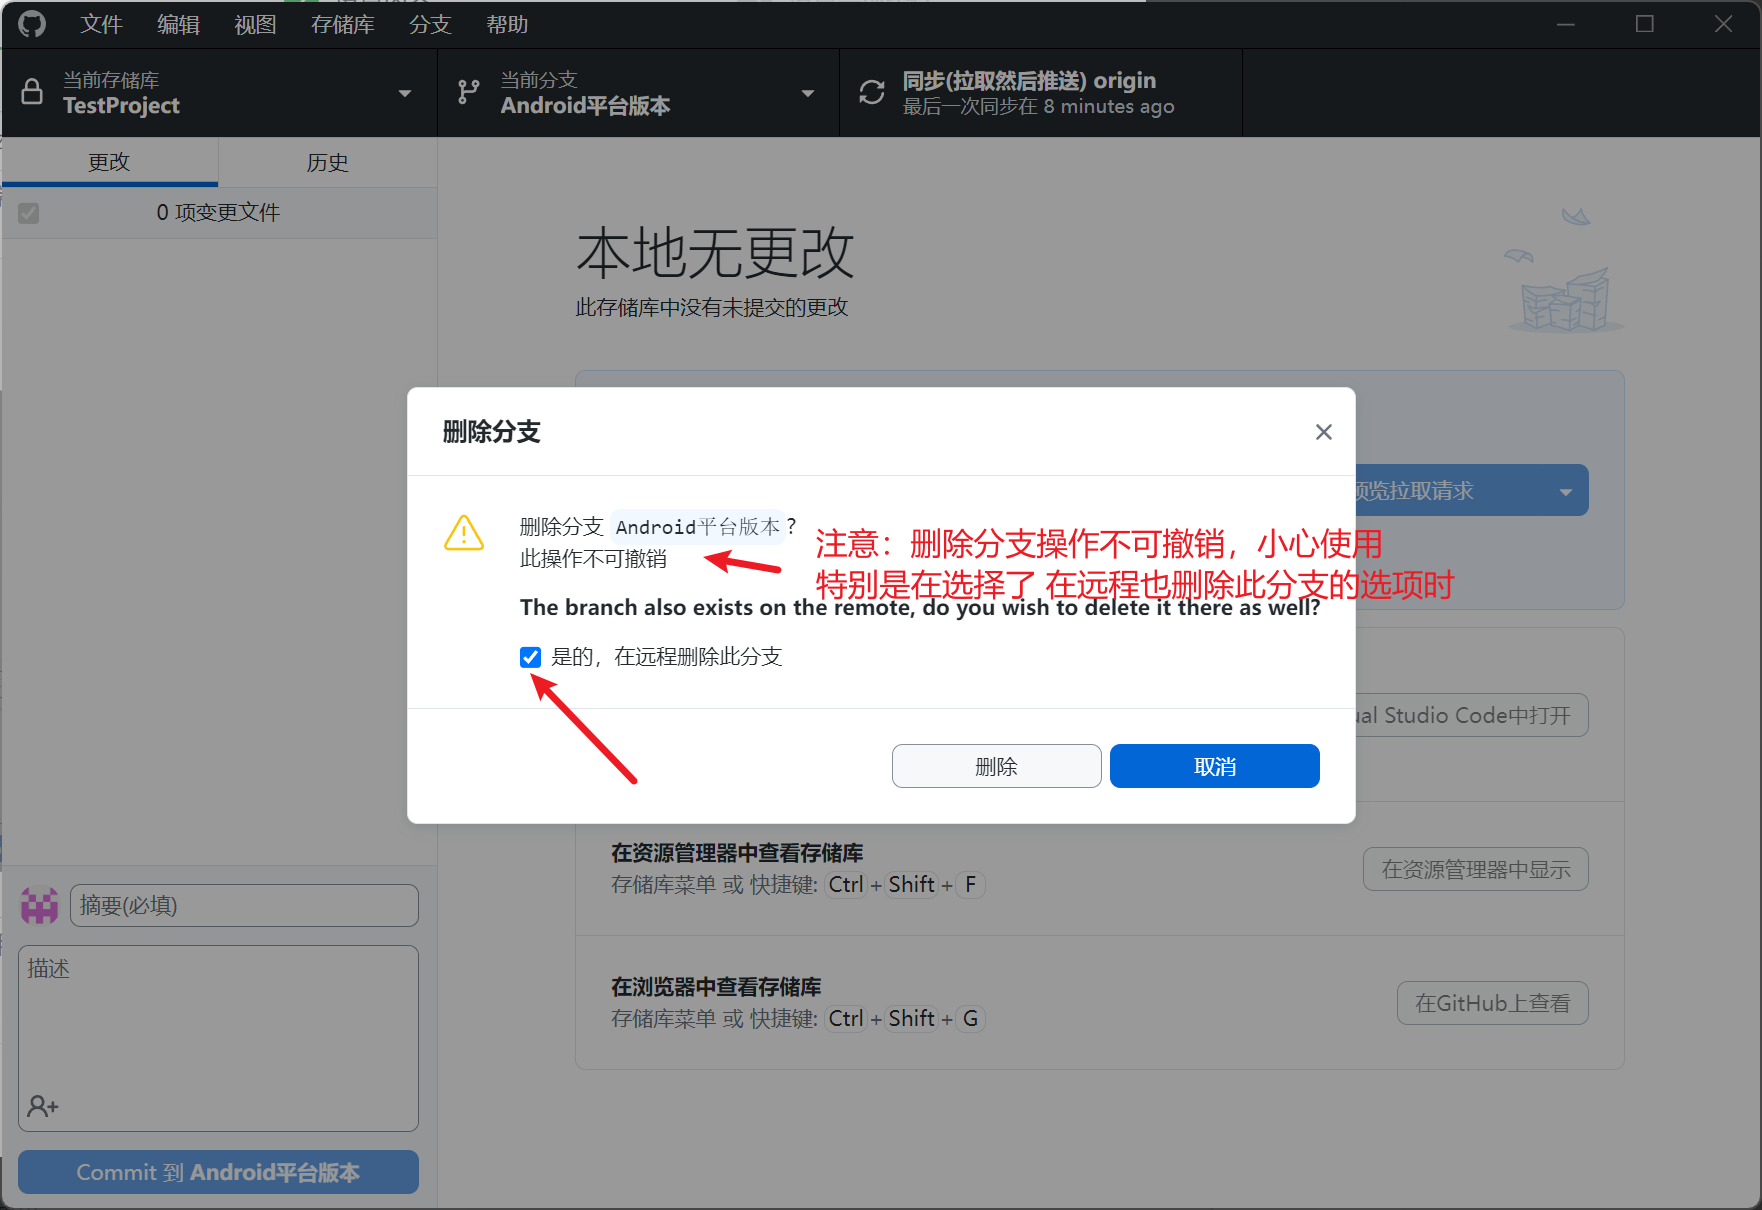 文件 编辑 视图 存储库 分支 帮助
当前存储库
TestProject
当前分支
Android平台版本
同步(拉取然后推送) origin
最后一次同步在 8 minutes ago
更改 历史
0 项变更文件
本地无更改
此存储库中没有未提交的更改
预览拉取请求
删除分支
删除分支 Android平台版本 ?
此操作不可撤销
注意：删除分支操作不可撤销，小心使用
特别是在选择了 在远程也删除此分支的选项时
The branch also exists on the remote, do you wish to delete it there as well?
是的，在远程删除此分支
ual Studio Code中打开
删除 取消
在资源管理器中查看存储库
存储库菜单 或 快捷键: Ctrl + Shift + F
在资源管理器中显示
在浏览器中查看存储库
存储库菜单 或 快捷键: Ctrl + Shift + G
在GitHub上查看
摘要(必填)
描述
Commit 到 Android平台版本